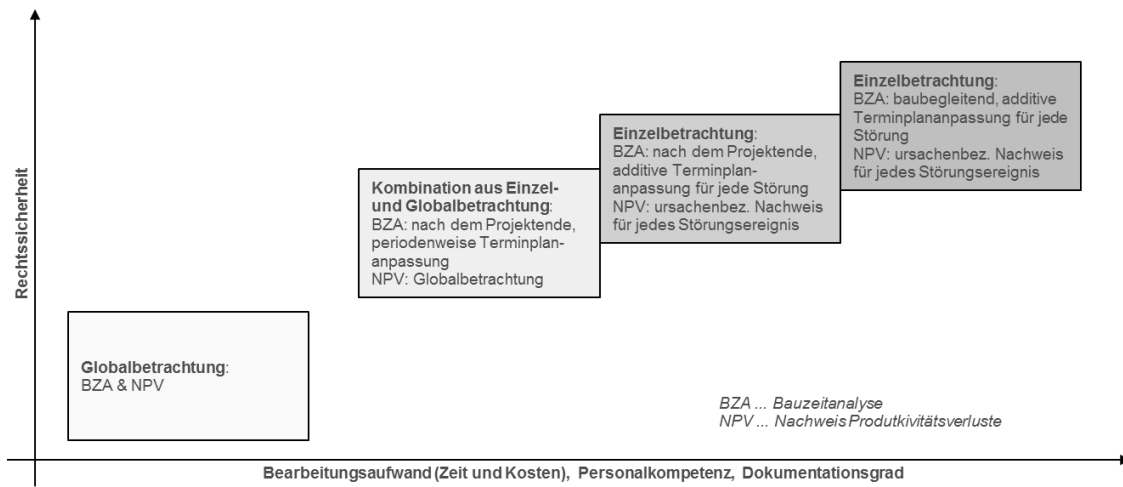 Rechtssicherheit
Einzelbetrachtung:
BZA: baubegleitend, additive
Terminplananpassung für jede
Störung
NPV: ursachenbez. Nachweis
für jedes Störungsereignis
Einzelbetrachtung:
BZA: nach dem Projektende,
additive Terminplan-
anpassung für jede Störung
NPV: ursachenbez. Nachweis
für jedes Störungsereignis
Kombination aus Einzel-
und Globalbetrachtung:
BZA: nach dem Projektende,
periodenweise Terminplan-
anpassung
NPV: Globalbetrachtung
Globalbetrachtung:
BZA & NPV
BZA ... Bauzeitanalyse
NPV ... Nachweis Produtkivitätsverluste
Bearbeitungsaufwand (Zeit und Kosten), Personalkompetenz, Dokumentationsgrad